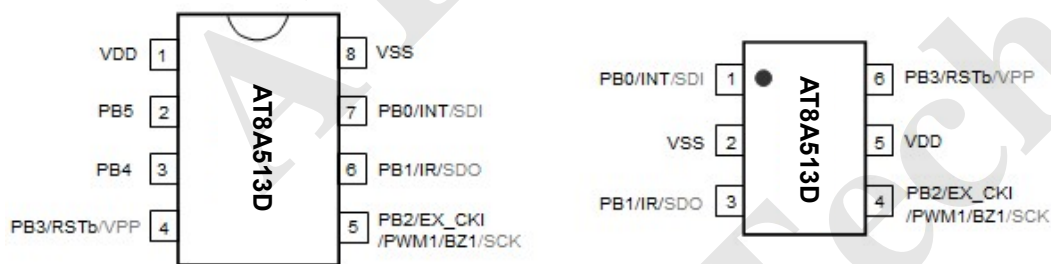 VDD 1
PB5 2
PB4 3
PB3/RSTb/VPP 4
AT8A513D
8 VSS
7 PB0/INT/SDI
6 PB1/IR/SDO
5 PB2/EX_CKI
/PWM1/BZ1/SCK
PB0/INT/SDI 1
VSS 2
PB1/IR/SDO 3
AT8A513D
6 PB3/RSTb/VPP
5 VDD
4 PB2/EX_CKI
/PWM1/BZ1/SCK
Tech